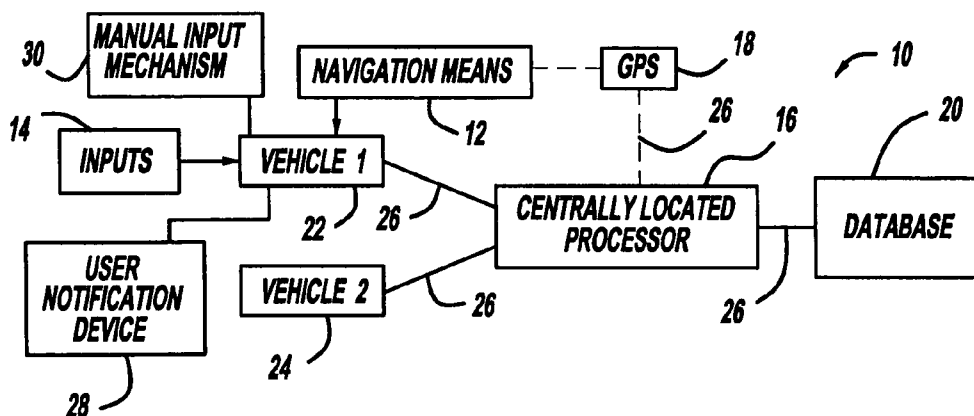 30
MANUAL INPUT
MECHANISM
NAVIGATION MEANS
GPS
18
10
14
12
26
16
20
INPUTS
VEHICLE 1
22
26
CENTRALLY LOCATED
PROCESSOR
DATABASE
USER
NOTIFICATION
DEVICE
VEHICLE 2
26
26
24
28